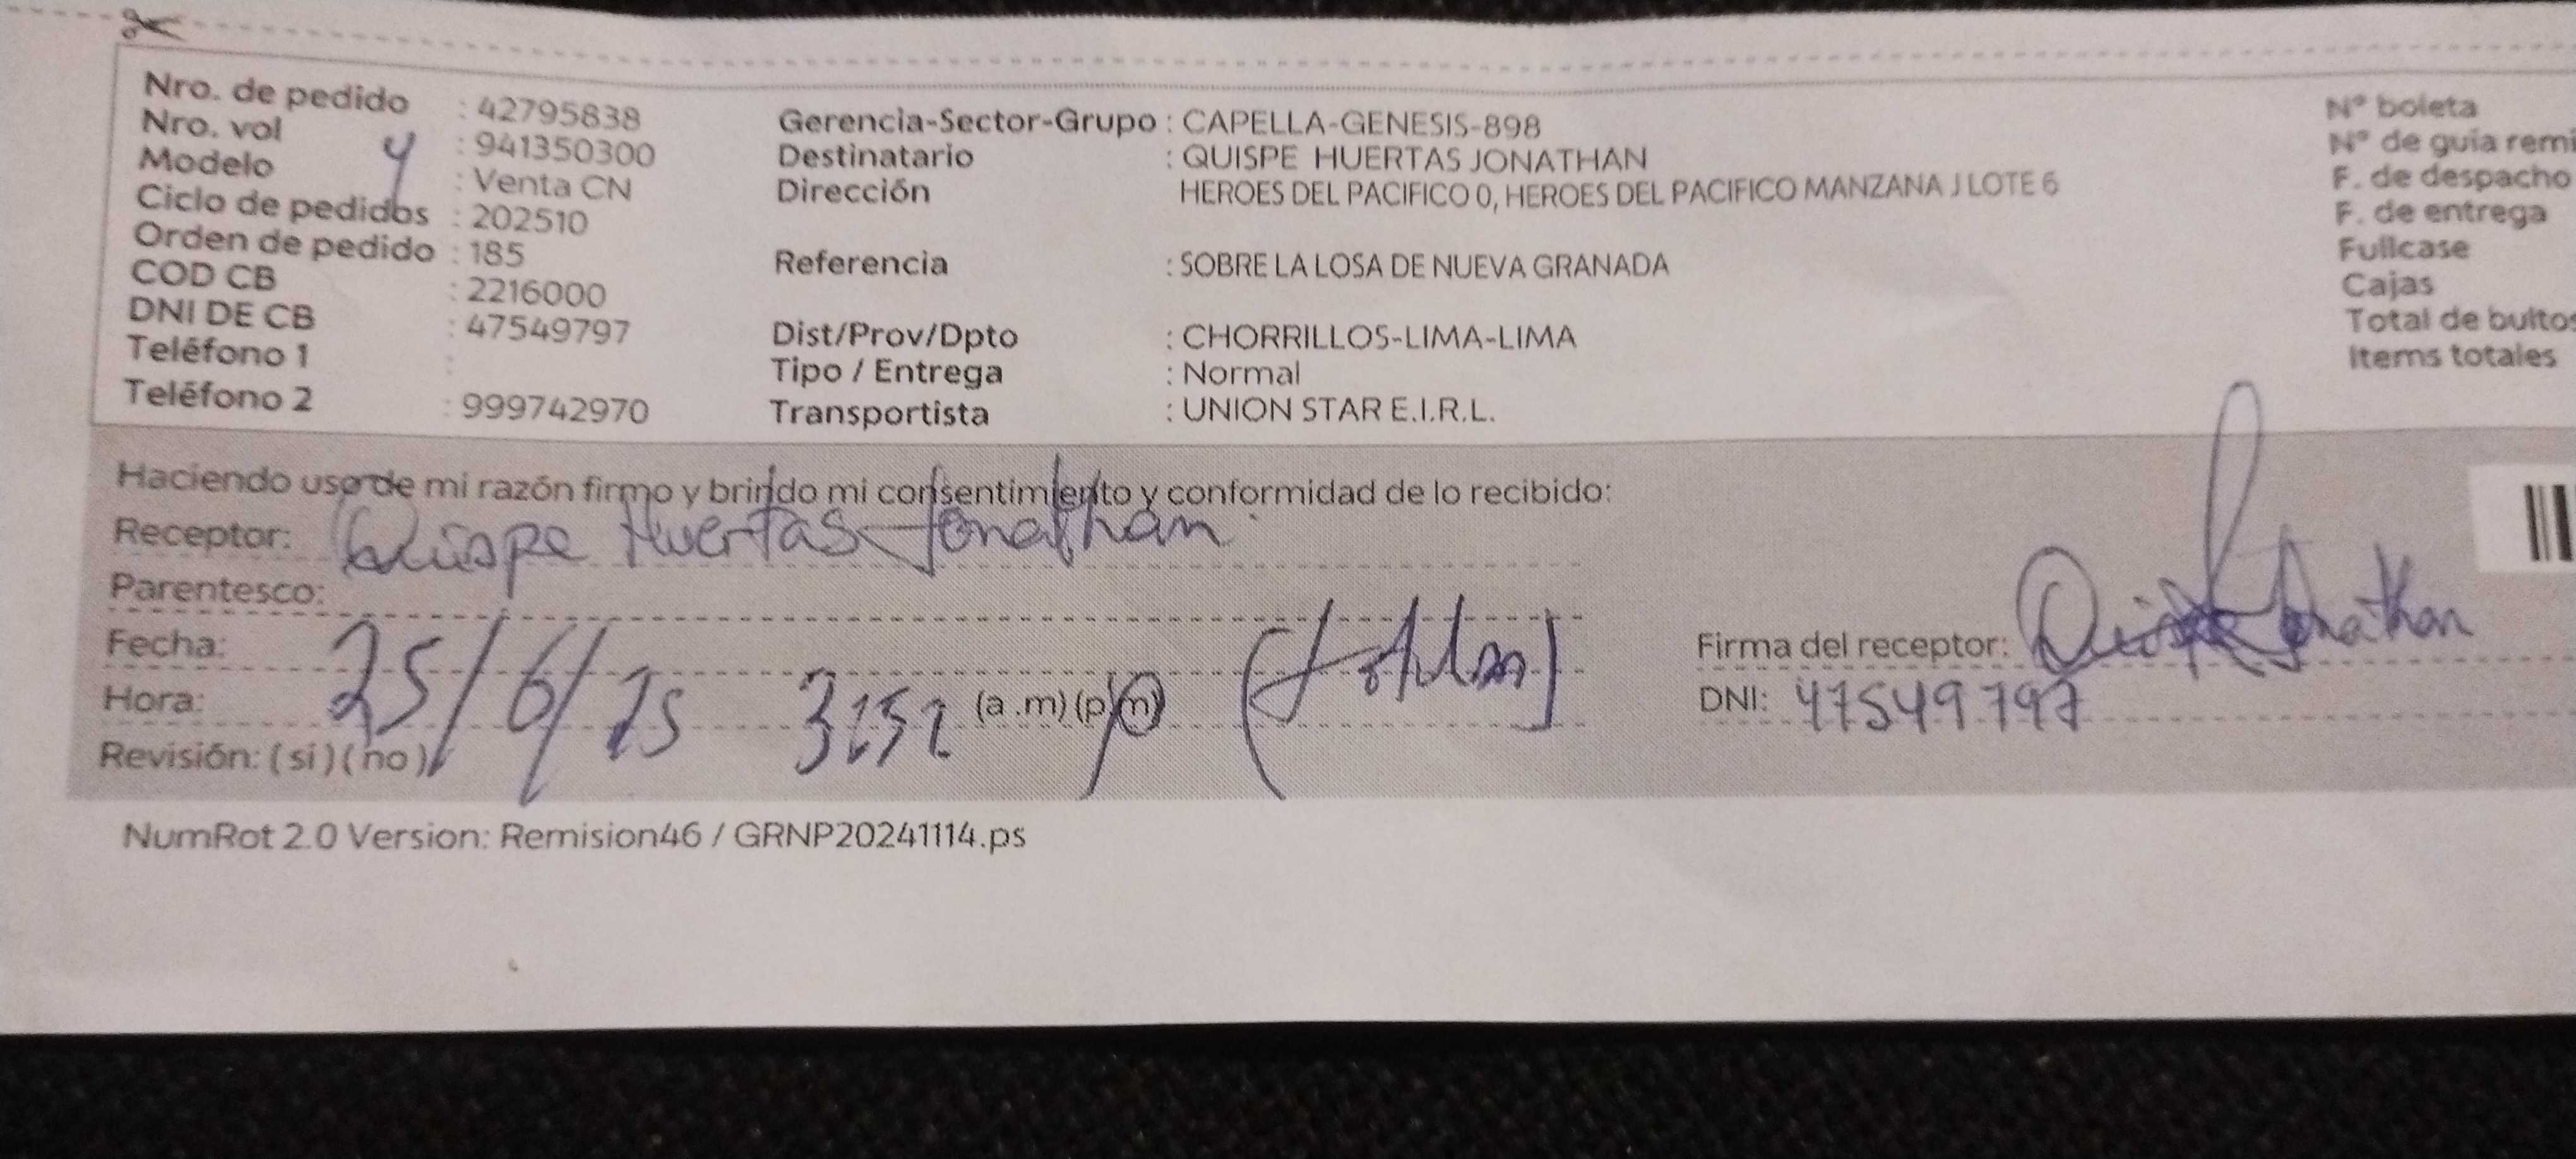 Nro. de pedido : 42795838
Nro. vol : 941350300
Modelo : Venta CN
Ciclo de pedidos : 202510
Orden de pedido : 185
COD CB : 2216000
DNI DE CB : 47549797
Teléfono 1 :
Teléfono 2 : 999742970
Gerencia-Sector-Grupo : CAPELLA-GENESIS-898
Destinatario : QUISPE HUERTAS JONATHAN
Dirección HEROES DEL PACIFICO 0, HEROES DEL PACIFICO MANZANA J LOTE 6
Referencia : SOBRE LA LOSA DE NUEVA GRANADA
Dist/Prov/Dpto : CHORRILLOS-LIMA-LIMA
Tipo / Entrega : Normal
Transportista : UNION STAR E.I.R.L.
N° boleta
N° de guía remi
F. de despacho
F. de entrega
Fullcase
Cajas
Total de bultos
Items totales
Haciendo uso de mi razón firmo y brindo mi consentimiento y conformidad de lo recibido:
Receptor: Quispe Huertas Jonathan
Parentesco:
Fecha: 25/6/25
Hora: (a .m) (p.m)
Revisión: (si) (no)
Firma del receptor: Quispe Jonathan
DNI: 47549797
NumRot 2.0 Version: Remision46 / GRNP20241114.ps